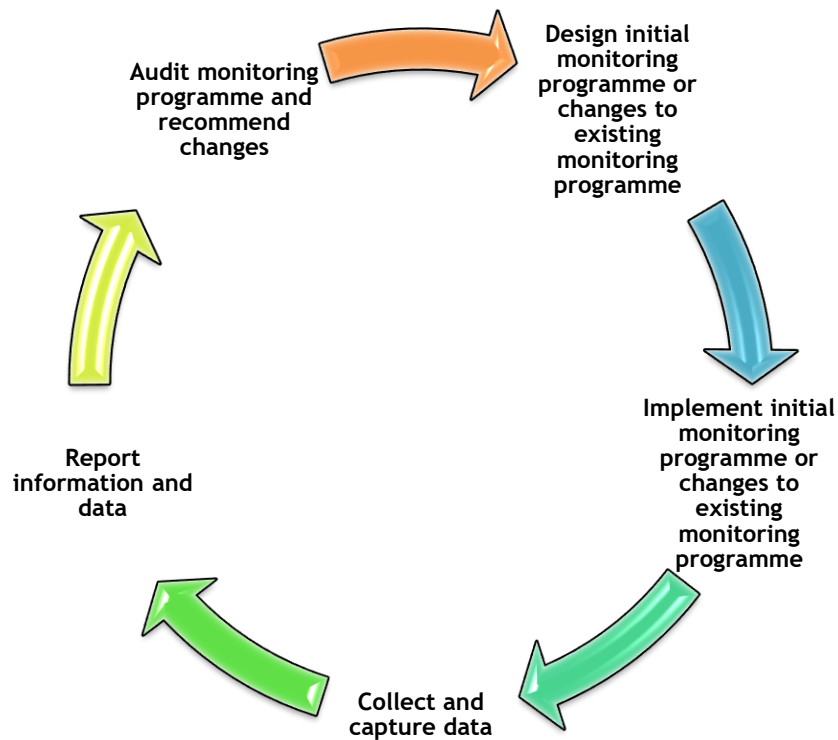 Design initial
monitoring
programme or
changes to
existing
monitoring
programme
Implement initial
monitoring
programme or
changes to
existing
monitoring
programme
Collect and
capture data
Report
information and
data
Audit monitoring
programme and
recommend
changes